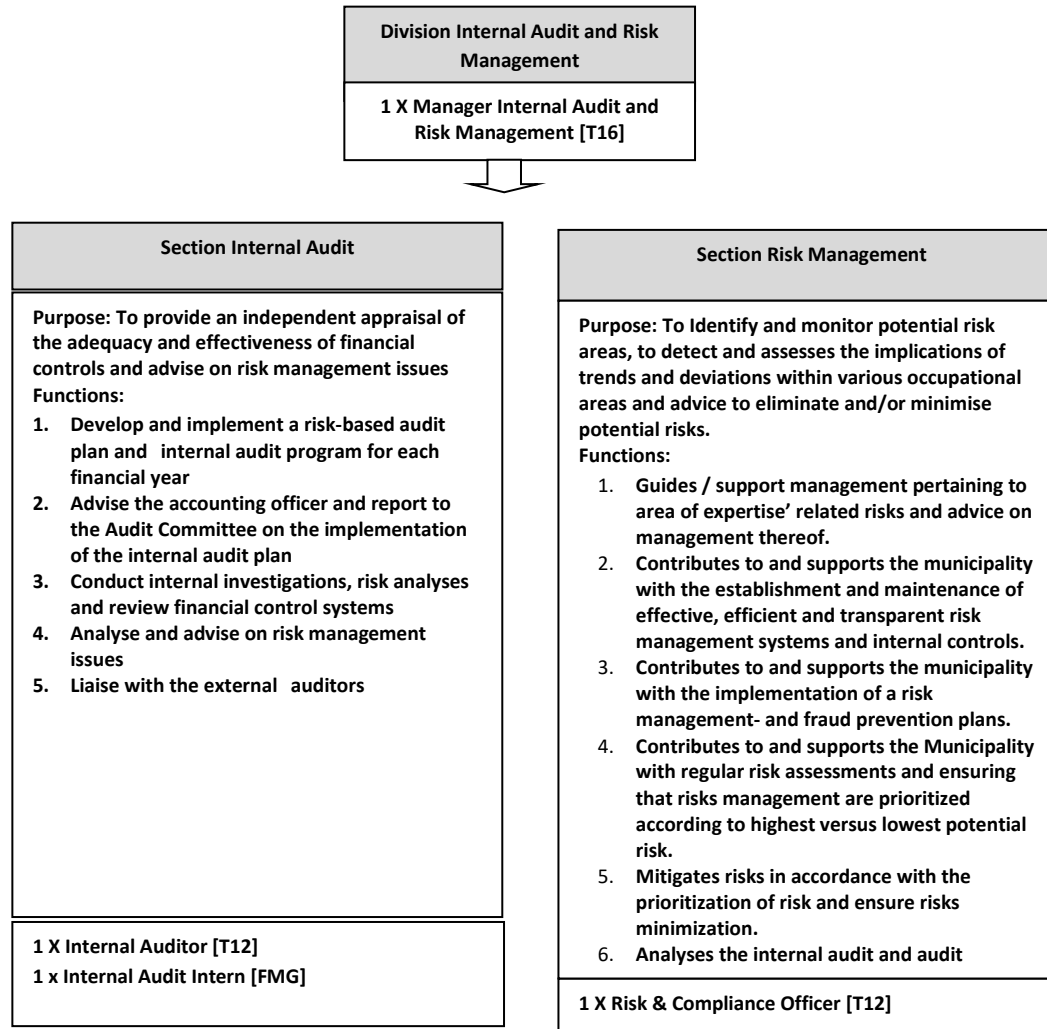 Division Internal Audit and Risk
Management
1 X Manager Internal Audit and
Risk Management [T16]
Section Internal Audit
Purpose: To provide an independent appraisal of
the adequacy and effectiveness of financial
controls and advise on risk management issues
Functions:
1. Develop and implement a risk-based audit
plan and internal audit program for each
financial year
2. Advise the accounting officer and report to
the Audit Committee on the implementation
of the internal audit plan
3. Conduct internal investigations, risk analyses
and review financial control systems
4. Analyse and advise on risk management
issues
5. Liaise with the external auditors
1 X Internal Auditor [T12]
1 x Internal Audit Intern [FMG]
Section Risk Management
Purpose: To Identify and monitor potential risk
areas, to detect and assesses the implications of
trends and deviations within various occupational
areas and advice to eliminate and/or minimise
potential risks.
Functions:
1. Guides / support management pertaining to
area of expertise’ related risks and advice on
management thereof.
2. Contributes to and supports the municipality
with the establishment and maintenance of
effective, efficient and transparent risk
management systems and internal controls.
3. Contributes to and supports the municipality
with the implementation of a risk
management- and fraud prevention plans.
4. Contributes to and supports the Municipality
with regular risk assessments and ensuring
that risks management are prioritized
according to highest versus lowest potential
risk.
5. Mitigates risks in accordance with the
prioritization of risk and ensure risks
minimization.
6. Analyses the internal audit and audit
1 X Risk & Compliance Officer [T12]